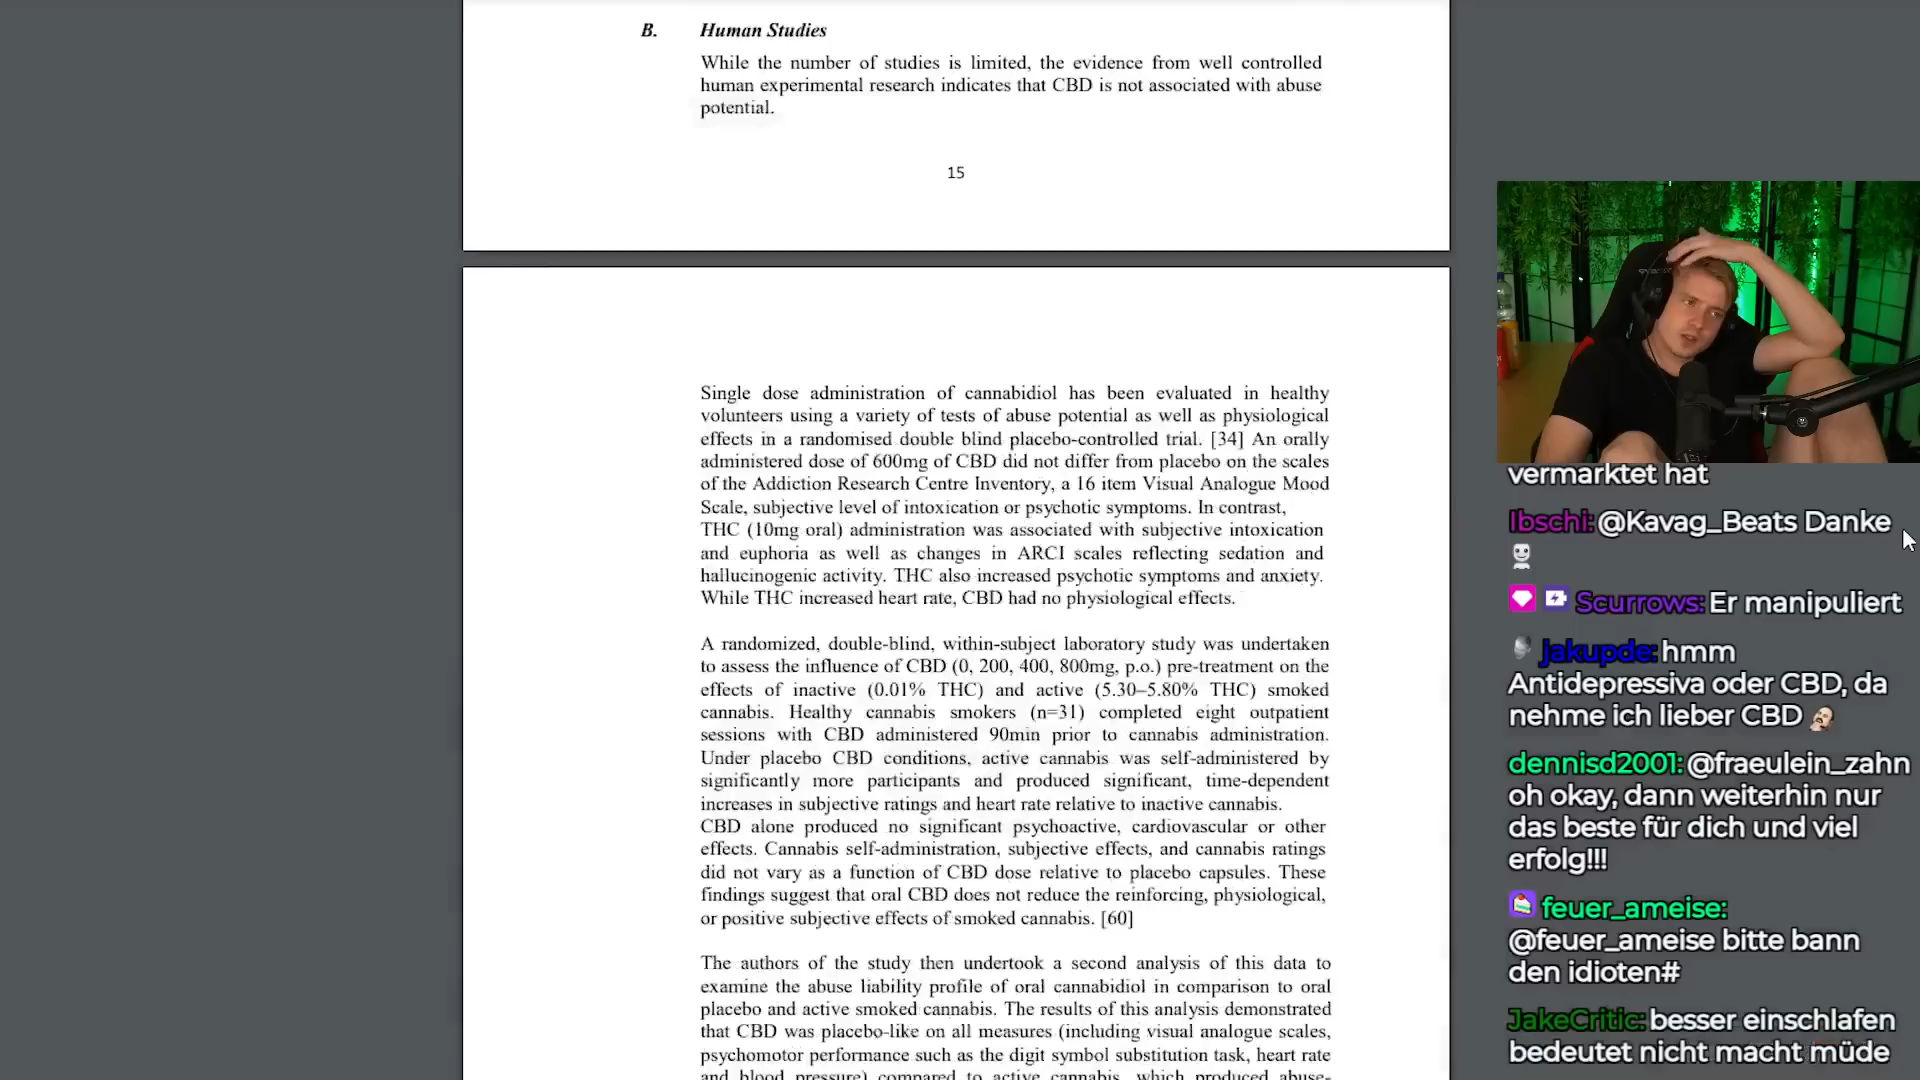 B. Human Studies
While the number of studies is limited, the evidence from well controlled
human experimental research indicates that CBD is not associated with abuse
potential.
15
Single dose administration of cannabidiol has been evaluated in healthy
volunteers using a variety of tests of abuse potential as well as physiological
effects in a randomised double blind placebo-controlled trial. [34] An orally
administered dose of 600mg of CBD did not differ from placebo on the scales
of the Addiction Research Centre Inventory, a 16 item Visual Analogue Mood
Scale, subjective level of intoxication or psychotic symptoms. In contrast,
THC (10mg oral) administration was associated with subjective intoxication
and euphoria as well as changes in ARCI scales reflecting sedation and
hallucinogenic activity. THC also increased psychotic symptoms and anxiety.
While THC increased heart rate, CBD had no physiological effects.
A randomized, double-blind, within-subject laboratory study was undertaken
to assess the influence of CBD (0, 200, 400, 800mg, p.o.) pre-treatment on the
effects of inactive (0.01% THC) and active (5.30–5.80% THC) smoked
cannabis. Healthy cannabis smokers (n=31) completed eight outpatient
sessions with CBD administered 90min prior to cannabis administration.
Under placebo CBD conditions, active cannabis was self-administered by
significantly more participants and produced significant, time-dependent
increases in subjective ratings and heart rate relative to inactive cannabis.
CBD alone produced no significant psychoactive, cardiovascular or other
effects. Cannabis self-administration, subjective effects, and cannabis ratings
did not vary as a function of CBD dose relative to placebo capsules. These
findings suggest that oral CBD does not reduce the reinforcing, physiological,
or positive subjective effects of smoked cannabis. [60]
The authors of the study then undertook a second analysis of this data to
examine the abuse liability profile of oral cannabidiol in comparison to oral
placebo and active smoked cannabis. The results of this analysis demonstrated
that CBD was placebo-like on all measures (including visual analogue scales,
psychomotor performance such as the digit symbol substitution task, heart rate
and blood pressure) compared to active cannabis, which produced abuse-
vermarktet hat
Ibschi: @Kavag_Beats Danke
Scurrows: Er manipuliert
Jakupde: hmm
Antidepressiva oder CBD, da
nehme ich lieber CBD
dennisd2001: @fraeulein_zahn
oh okay, dann weiterhin nur
das beste für dich und viel
erfolg!!!
feuer_ameise:
@feuer_ameise bitte bann
den idioten#
JakeCritic: besser einschlafen
bedeutet nicht macht müde